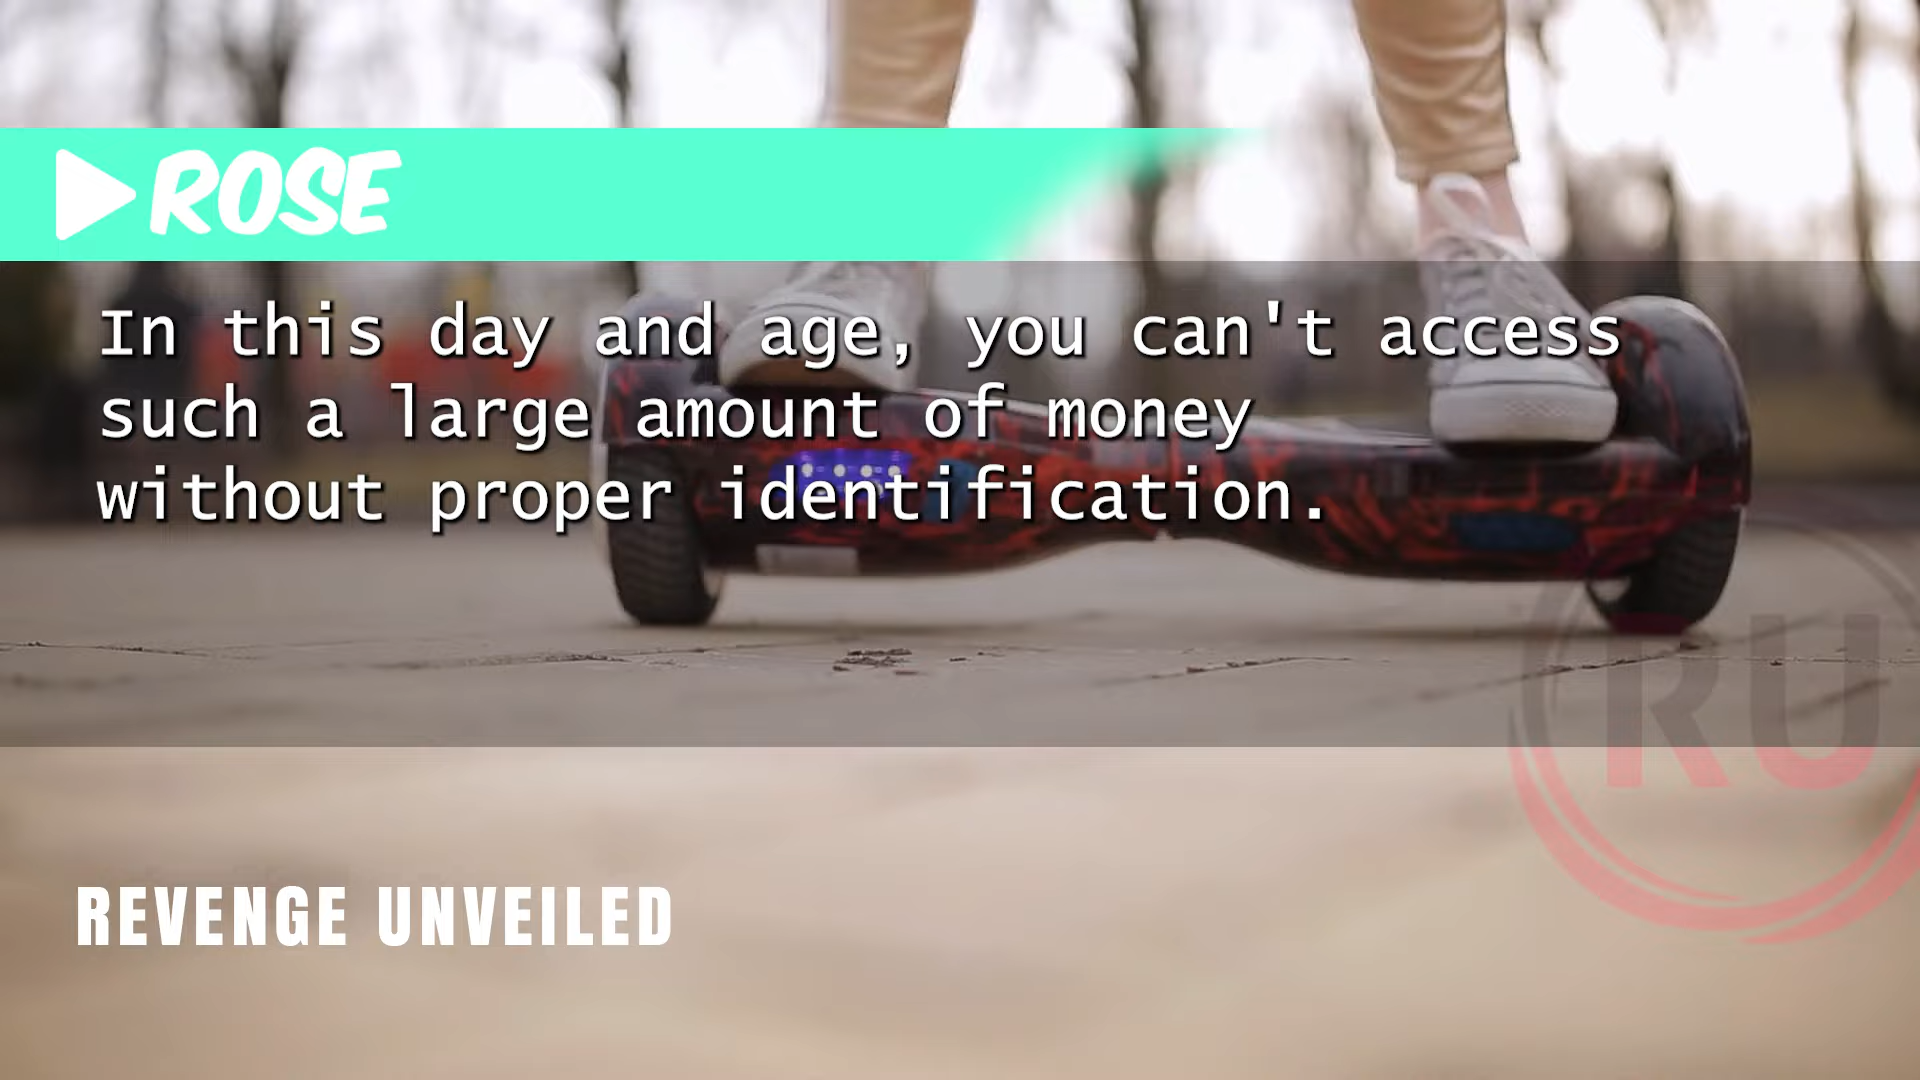 ROSE
In this day and age, you can't access
such a large amount of money
without proper identification.
RU
REVENGE UNVEILED